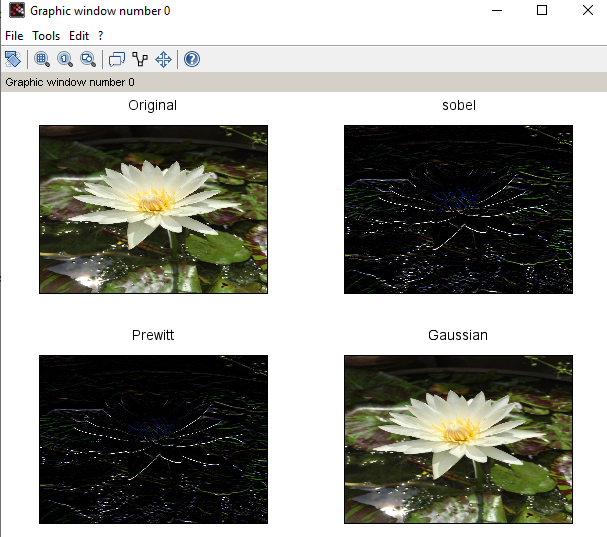 Graphic window number 0
File Tools Edit ?
Graphic window number 0
Original
sobel
Prewitt
Gaussian